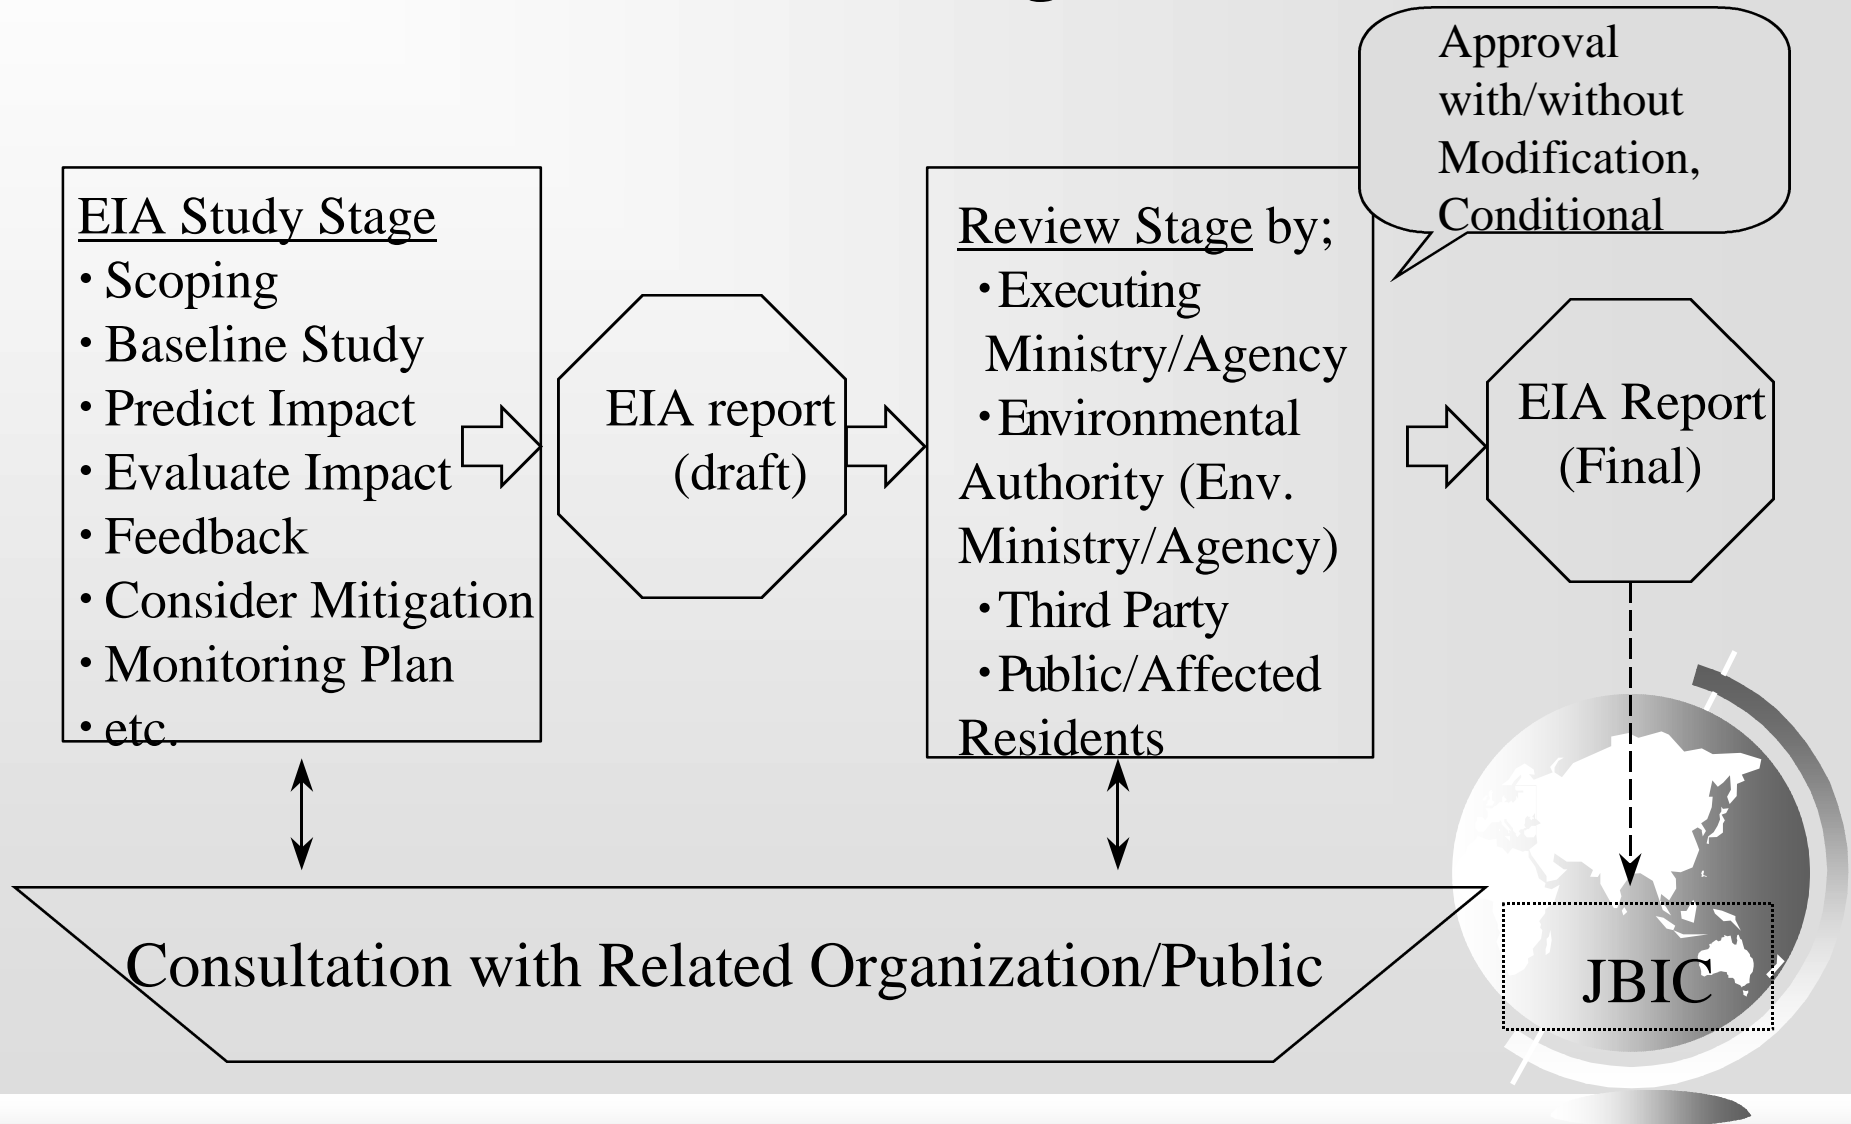 Approval
with/without
Modification,
Conditional
EIA Study Stage
・Scoping
・Baseline Study
・Predict Impact
・Evaluate Impact
・Feedback
・Consider Mitigation
・Monitoring Plan
・etc.
EIA report
(draft)
Review Stage by;
・Executing
Ministry/Agency
・Environmental
Authority (Env.
Ministry/Agency)
・Third Party
・Public/Affected
Residents
EIA Report
(Final)
Consultation with Related Organization/Public
JBIC